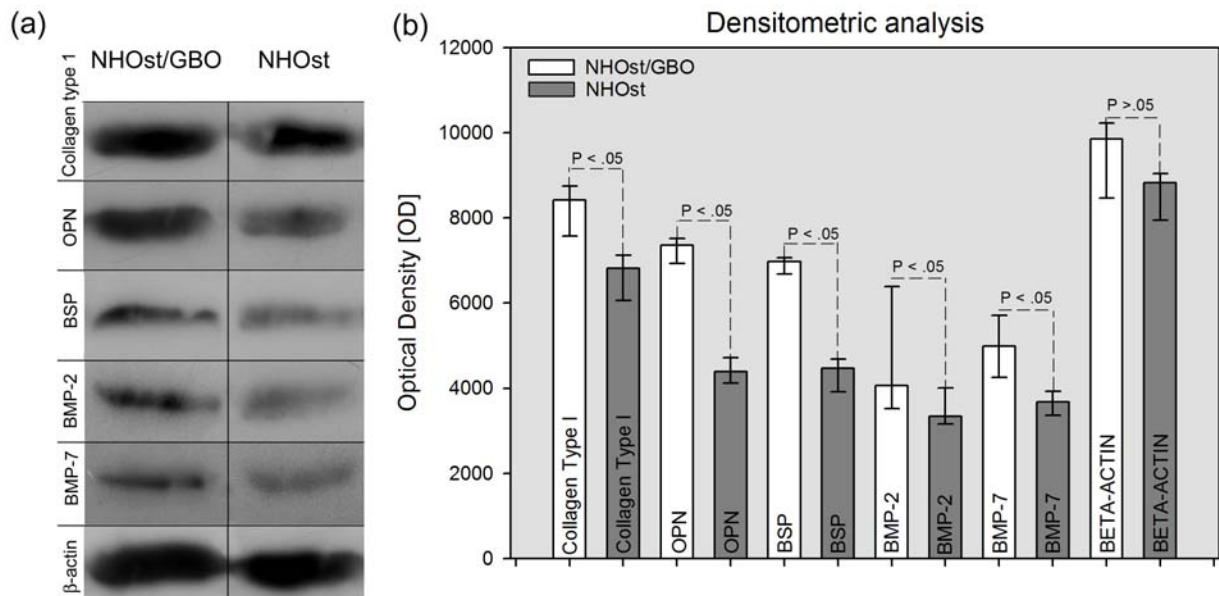 (a)
NHOst/GBO NHOst
Collagen type 1
OPN
BSP
BMP-2
BMP-7
β-actin
(b)
Densitometric analysis
NHOst/GBO
NHOst
Optical Density [OD]
12000
10000
8000
6000
4000
2000
0
P < .05
P < .05
P < .05
P < .05
P < .05
P >.05
Collagen Type I
Collagen Type I
OPN
OPN
BSP
BSP
BMP-2
BMP-2
BMP-7
BMP-7
BETA-ACTIN
BETA-ACTIN